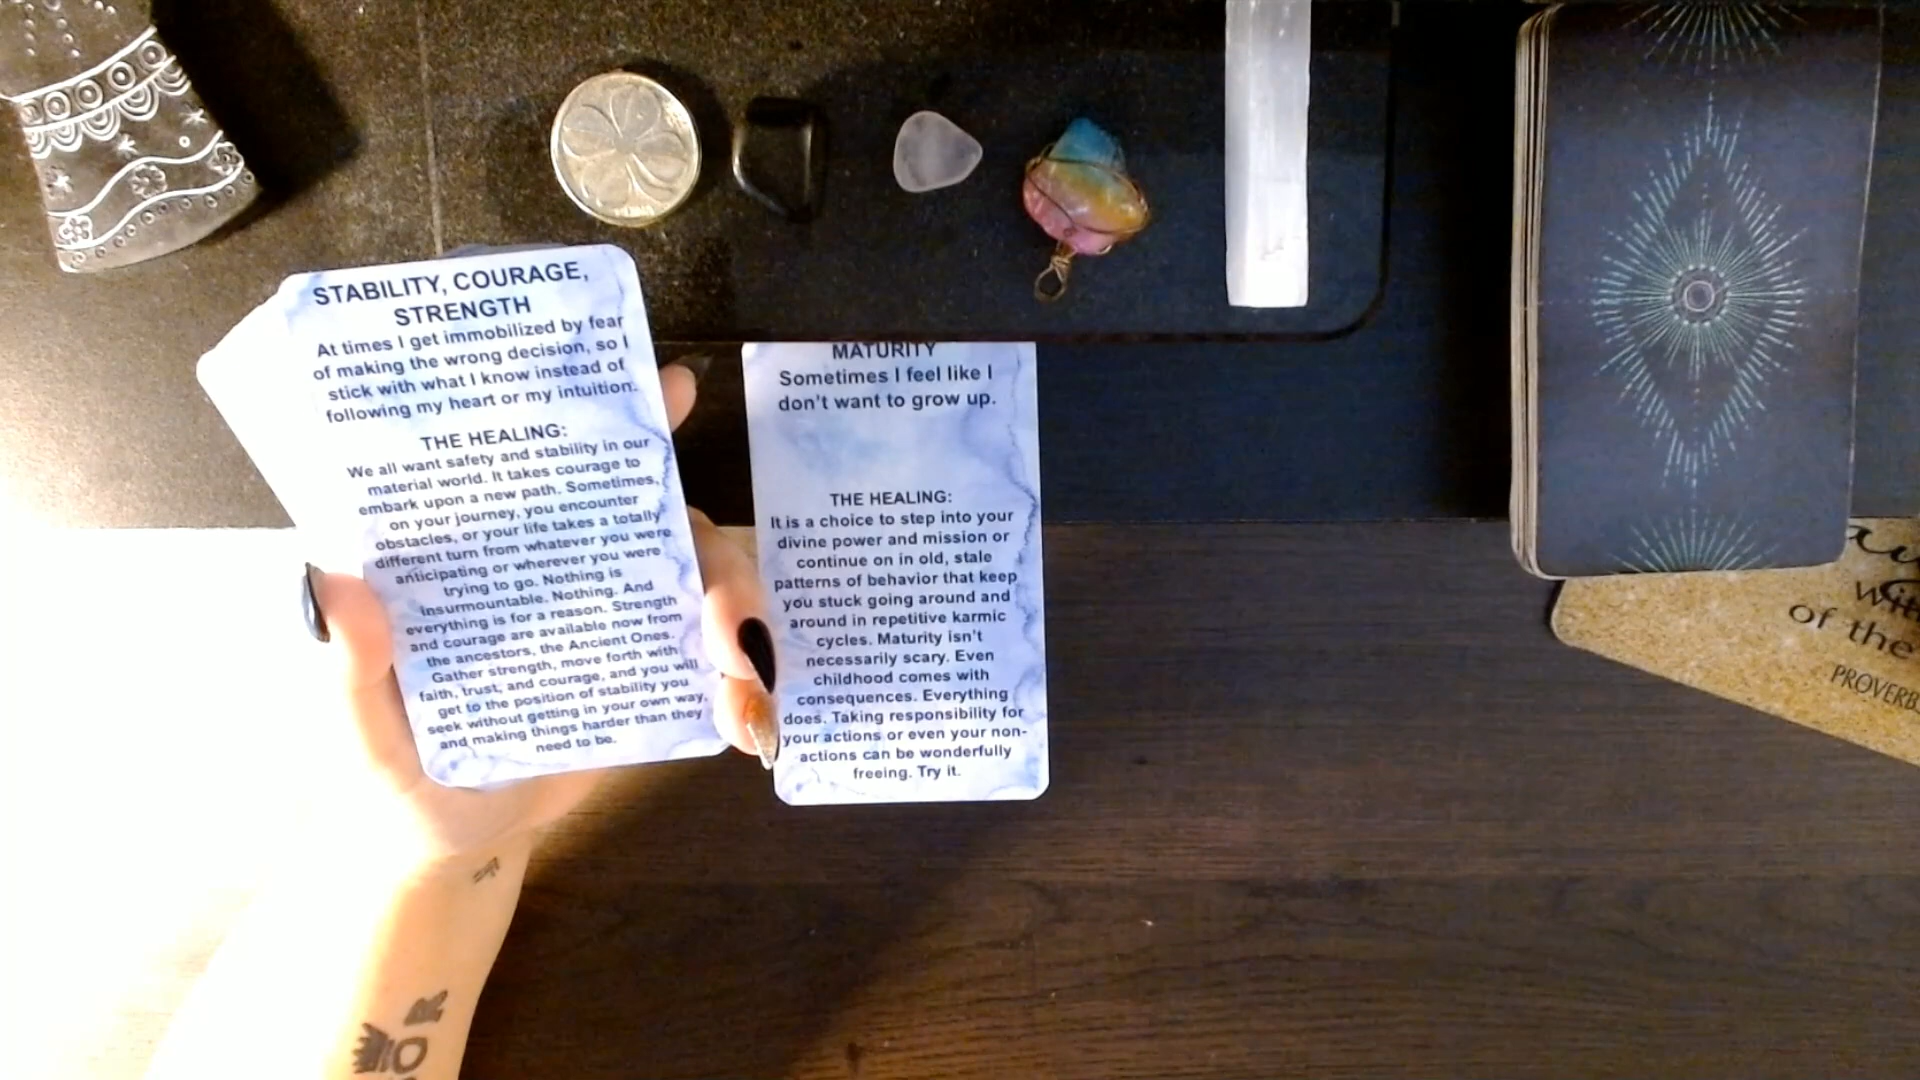 STABILITY, COURAGE,
STRENGTH
At times I get immobilized by fear
of making the wrong decision, so I
stick with what I know instead of
following my heart or my intuition.
THE HEALING:
We all want safety and stability in our
material world. It takes courage to
embark upon a new path. Sometimes,
on your journey, you encounter
obstacles, or your life takes a totally
different turn from whatever you were
anticipating or wherever you were
trying to go. Nothing is
insurmountable. Nothing. And
everything is for a reason. Strength
and courage are available now from
the ancestors, the Ancient Ones.
Gather strength, move forth with
faith, trust, and courage, and you will
get to the position of stability you
seek without getting in your own way,
and making things harder than they
need to be.
MATURITY
Sometimes I feel like I
don't want to grow up.
THE HEALING:
It is a choice to step into your
divine power and mission or
continue on in old, stale
patterns of behavior that keep
you stuck going around and
around in repetitive karmic
cycles. Maturity isn't
necessarily scary. Even
childhood comes with
consequences. Everything
does. Taking responsibility for
your actions or even your non-
actions can be wonderfully
freeing. Try it.
of the